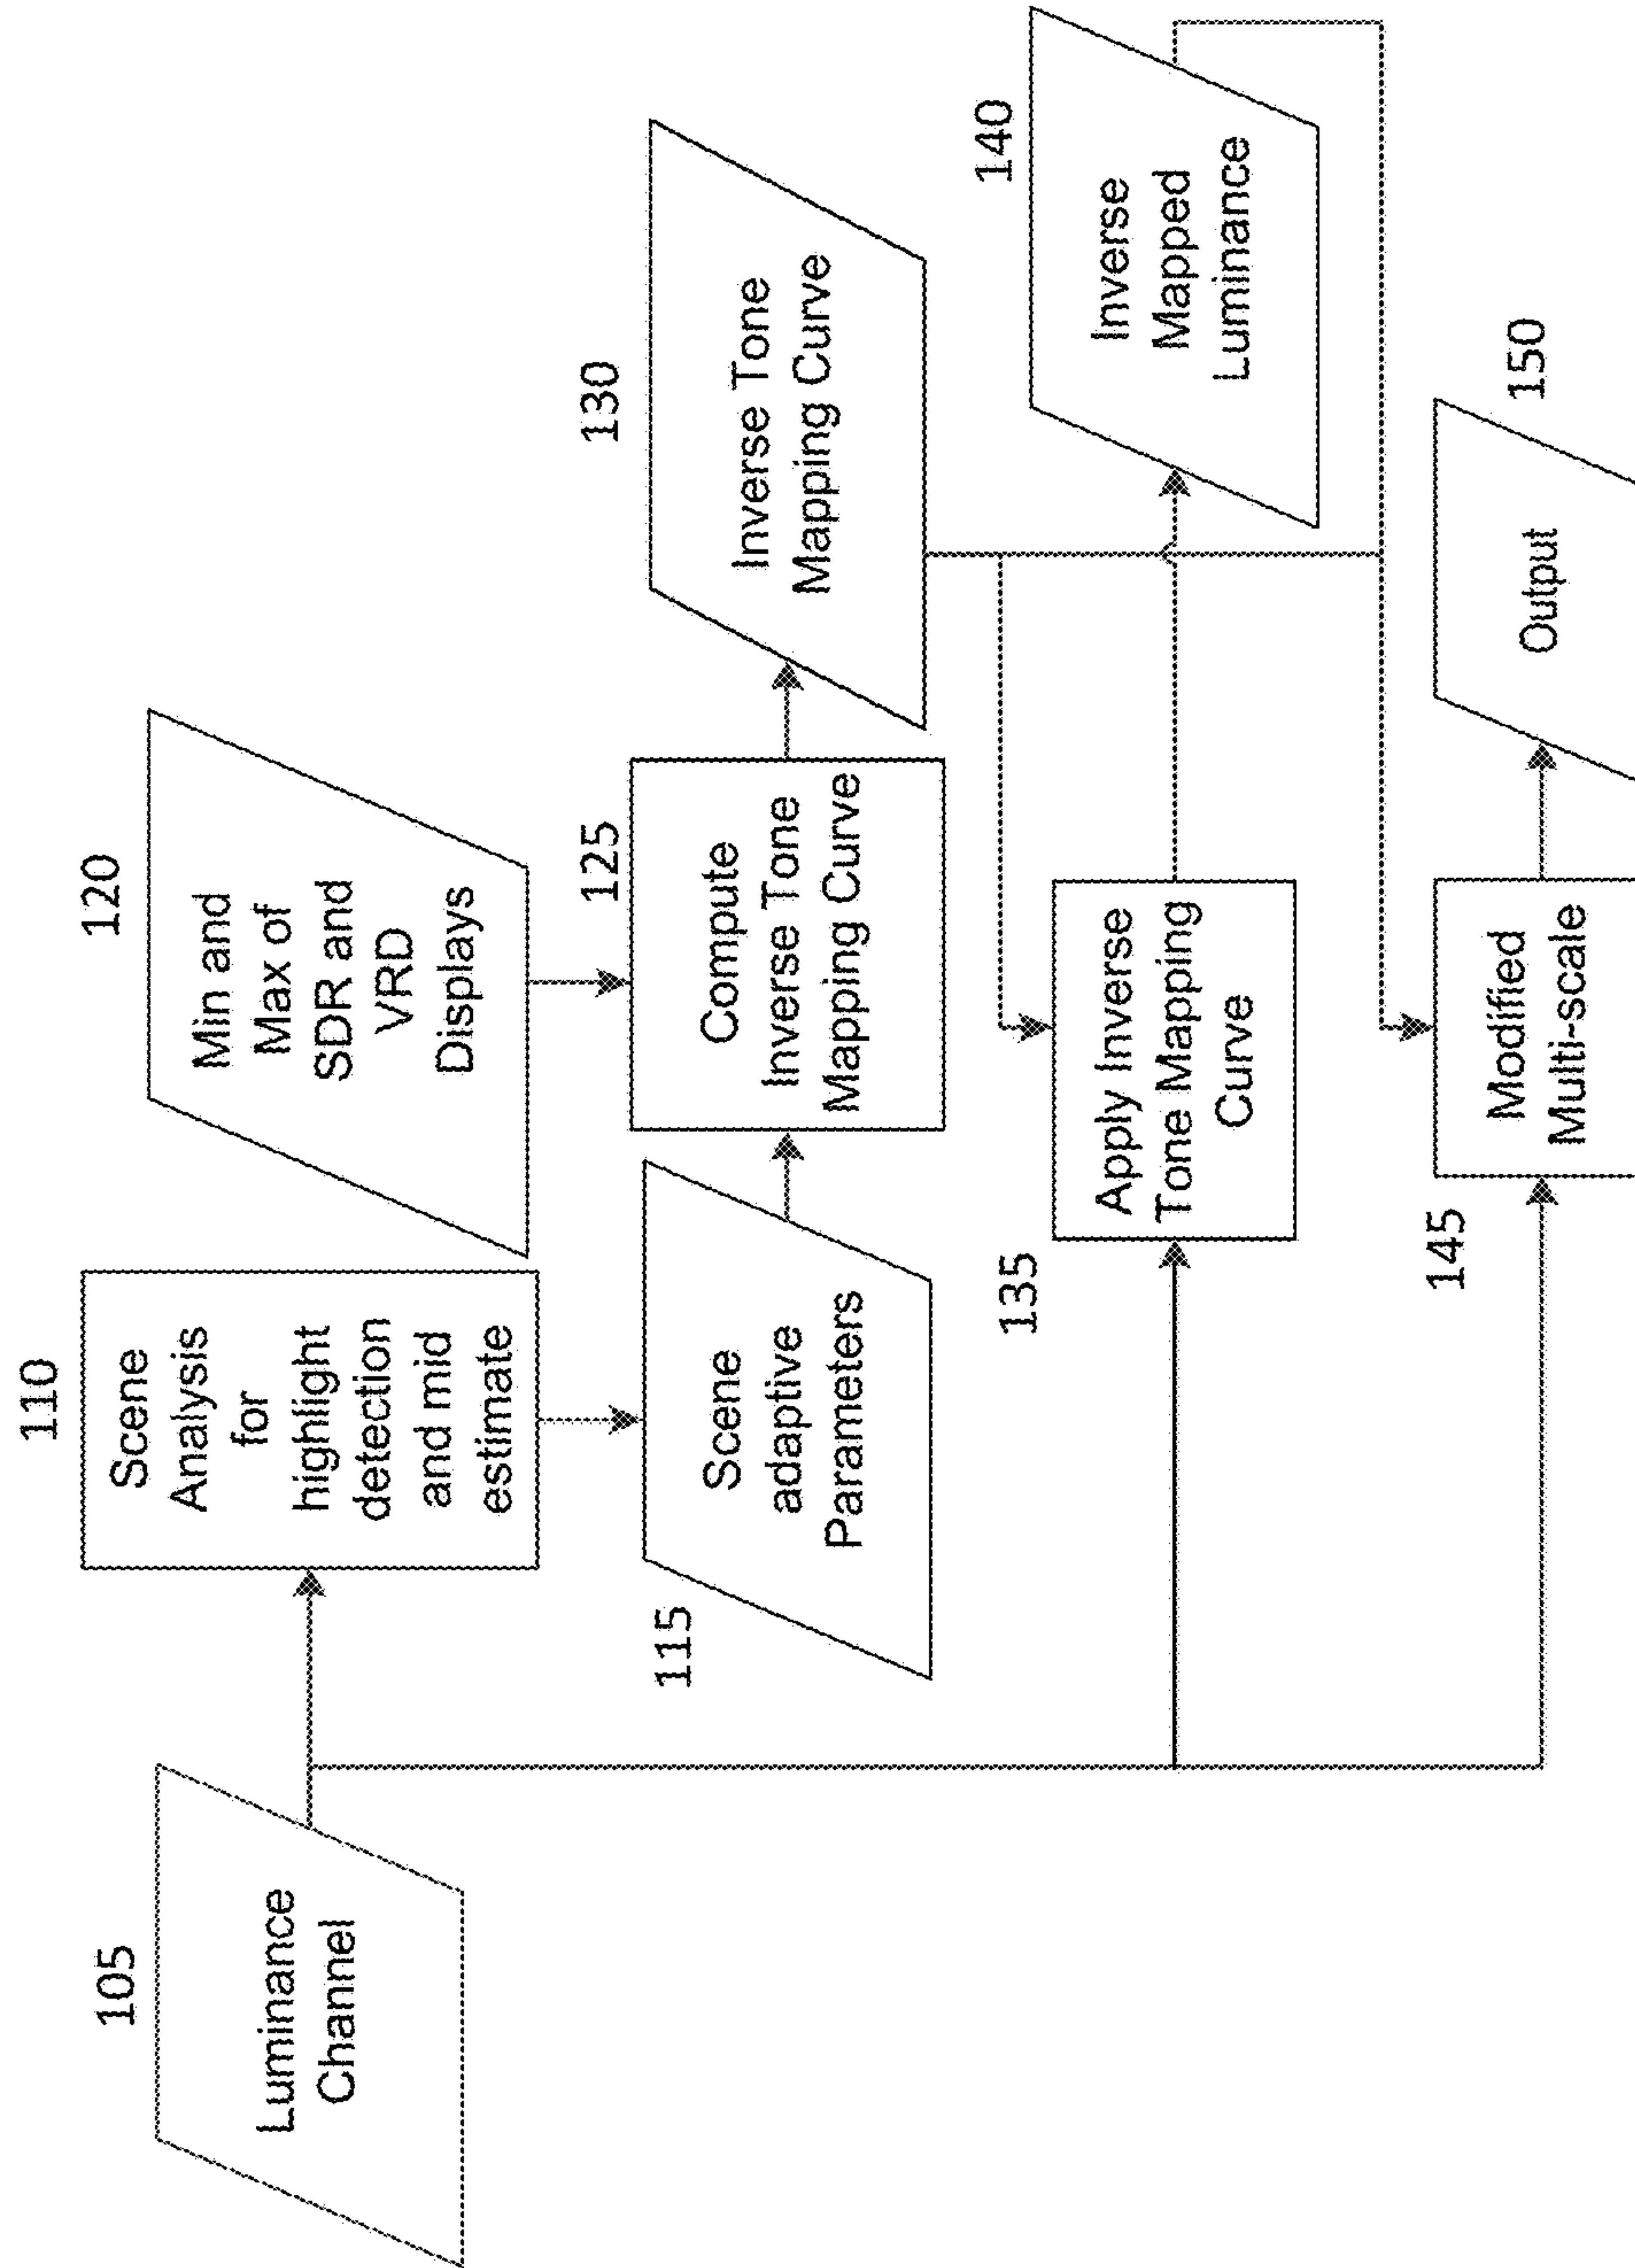 105
Luminance
Channel
110
Scene
Analysis
for
highlight
detection
and mid
estimate
120
Min and
Max of
SDR and
VRD
Displays
115
Scene
adaptive
Parameters
125
Compute
Inverse Tone
Mapping Curve
130
Inverse Tone
Mapping Curve
135
Apply Inverse
Tone Mapping
Curve
140
Inverse
Mapped
Luminance
145
Modified
Multi-scale
Output
150